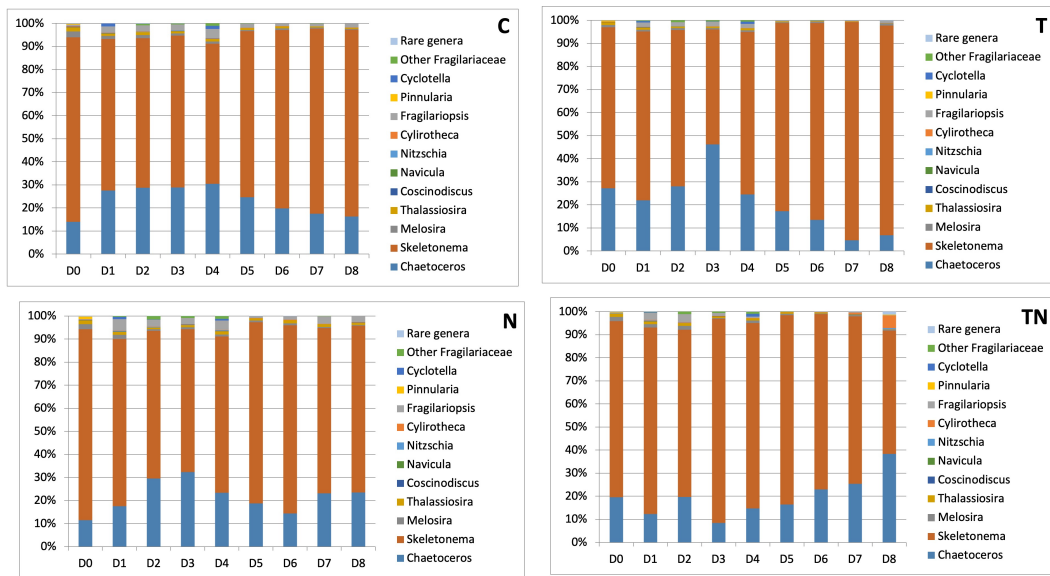 C
100%
90%
80%
70%
60%
50%
40%
30%
20%
10%
0%
D0 D1 D2 D3 D4 D5 D6 D7 D8
Rare genera
Other Fragilariaceae
Cyclotella
Pinnularia
Fragilariopsis
Cylirotheca
Nitzschia
Navicula
Coscinodiscus
Thalassiosira
Melosira
Skeletonema
Chaetoceros
T
100%
90%
80%
70%
60%
50%
40%
30%
20%
10%
0%
D0 D1 D2 D3 D4 D5 D6 D7 D8
Rare genera
Other Fragilariaceae
Cyclotella
Pinnularia
Fragilariopsis
Cylirotheca
Nitzschia
Navicula
Coscinodiscus
Thalassiosira
Melosira
Skeletonema
Chaetoceros
N
100%
90%
80%
70%
60%
50%
40%
30%
20%
10%
0%
D0 D1 D2 D3 D4 D5 D6 D7 D8
Rare genera
Other Fragilariaceae
Cyclotella
Pinnularia
Fragilariopsis
Cylirotheca
Nitzschia
Navicula
Coscinodiscus
Thalassiosira
Melosira
Skeletonema
Chaetoceros
TN
100%
90%
80%
70%
60%
50%
40%
30%
20%
10%
0%
D0 D1 D2 D3 D4 D5 D6 D7 D8
Rare genera
Other Fragilariaceae
Cyclotella
Pinnularia
Fragilariopsis
Cylirotheca
Nitzschia
Navicula
Coscinodiscus
Thalassiosira
Melosira
Skeletonema
Chaetoceros